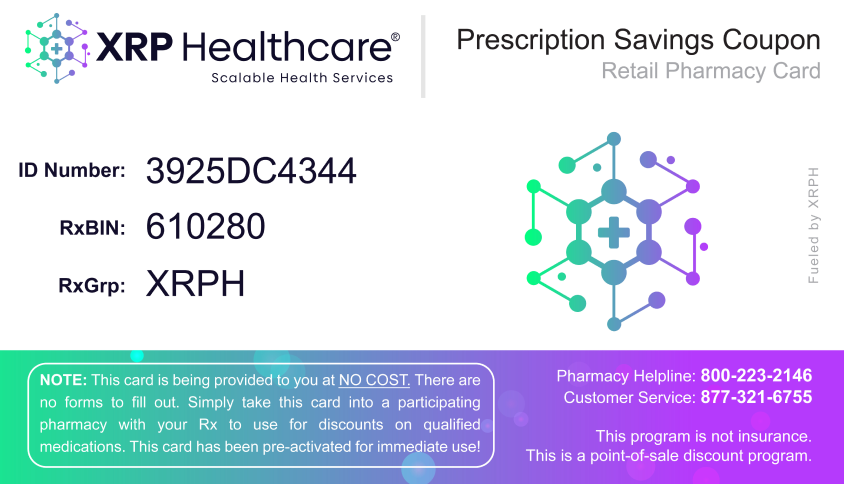 XRP Healthcare®
Scalable Health Services
Prescription Savings Coupon
Retail Pharmacy Card
ID Number: 3925DC4344
RxBIN: 610280
RxGrp: XRPH
Fueled by XRPH
NOTE: This card is being provided to you at NO COST. There are
no forms to fill out. Simply take this card into a participating
pharmacy with your Rx to use for discounts on qualified
medications. This card has been pre-activated for immediate use!
Pharmacy Helpline: 800-223-2146
Customer Service: 877-321-6755
This program is not insurance.
This is a point-of-sale discount program.